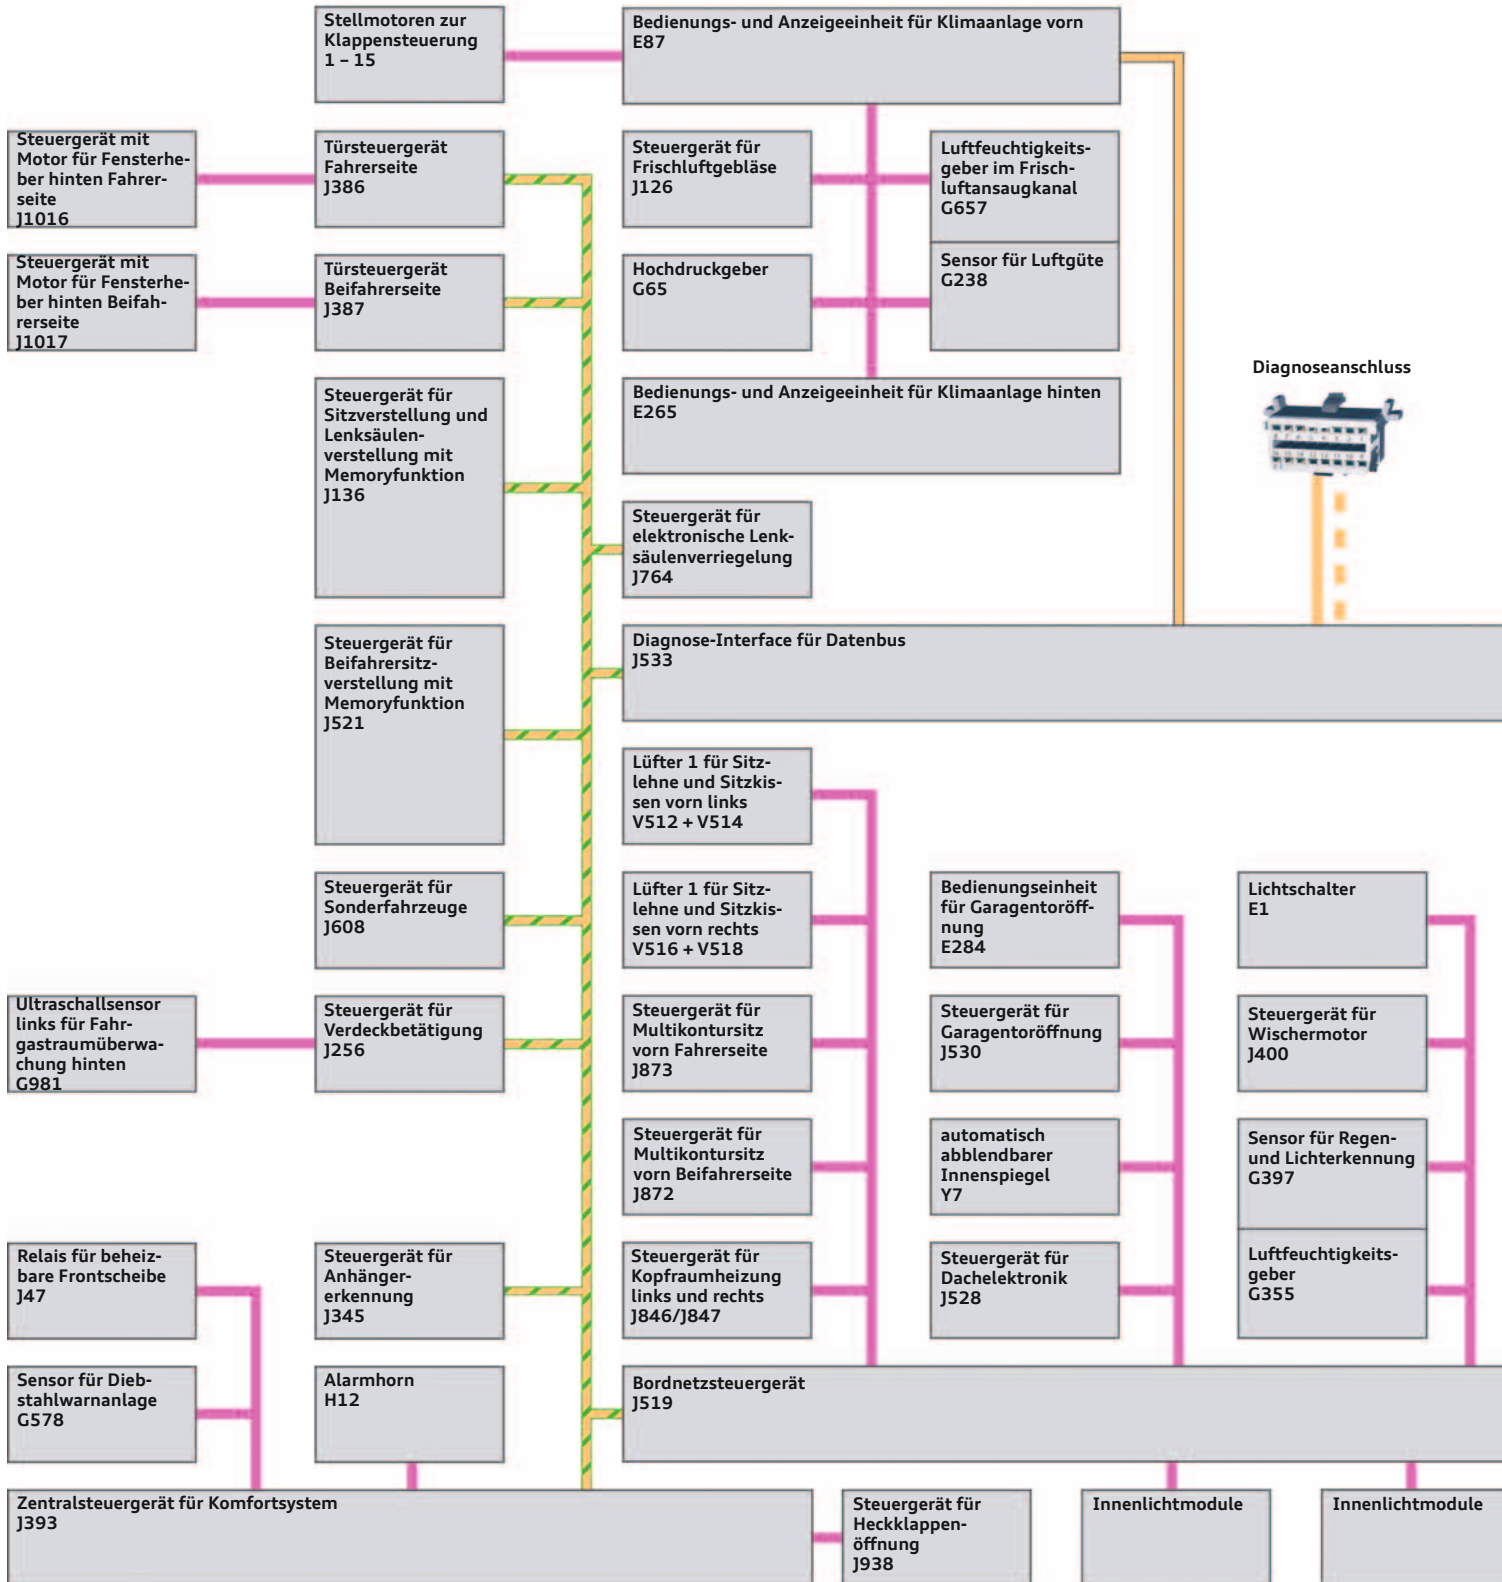 Stellmotoren zur
Klappensteuerung
1 – 15
Bedienungs- und Anzeigeeinheit für Klimaanlage vorn
E87
Steuergerät mit
Motor für Fensterhe-
ber hinten Fahrer-
seite
J1016
Türsteuergerät
Fahrerseite
J386
Steuergerät für
Frischluftgebläse
J126
Luftfeuchtigkeits-
geber im Frisch-
luftansaugkanal
G657
Steuergerät mit
Motor für Fensterhe-
ber hinten Beifah-
rerseite
J1017
Türsteuergerät
Beifahrerseite
J387
Hochdruckgeber
G65
Sensor für Luftgüte
G238
Diagnoseanschluss
Steuergerät für
Sitzverstellung und
Lenksäulen-
verstellung mit
Memoryfunktion
J136
Bedienungs- und Anzeigeeinheit für Klimaanlage hinten
E265
Steuergerät für
elektronische Lenk-
säulenverriegelung
J764
Steuergerät für
Beifahrersitz-
verstellung mit
Memoryfunktion
J521
Diagnose-Interface für Datenbus
J533
Lüfter 1 für Sitz-
lehne und Sitzkis-
sen vorn links
V512 + V514
Steuergerät für
Sonderfahrzeuge
J608
Lüfter 1 für Sitz-
lehne und Sitzkis-
sen vorn rechts
V516 + V518
Bedienungseinheit
für Garagentoröff-
nung
E284
Lichtschalter
E1
Ultraschallsensor
links für Fahr-
gastraumüberwa-
chung hinten
G981
Steuergerät für
Verdeckbetätigung
J256
Steuergerät für
Multikontursitz
vorn Fahrerseite
J873
Steuergerät für
Garagentoröffnung
J530
Steuergerät für
Wischermotor
J400
Steuergerät für
Multikontursitz
vorn Beifahrerseite
J872
automatisch
abblendbarer
Innenspiegel
Y7
Sensor für Regen-
und Lichterkennung
G397
Relais für beheiz-
bare Frontscheibe
J47
Steuergerät für
Anhänger-
erkennung
J345
Steuergerät für
Kopfraumheizung
links und rechts
J846/J847
Steuergerät für
Dachelektronik
J528
Luftfeuchtigkeits-
geber
G355
Sensor für Dieb-
stahlwarnanlage
G578
Alarmhorn
H12
Bordnetzsteuergerät
J519
Zentralsteuergerät für Komfortsystem
J393
Steuergerät für
Heckklappen-
öffnung
J938
Innenlichtmodule
Innenlichtmodule